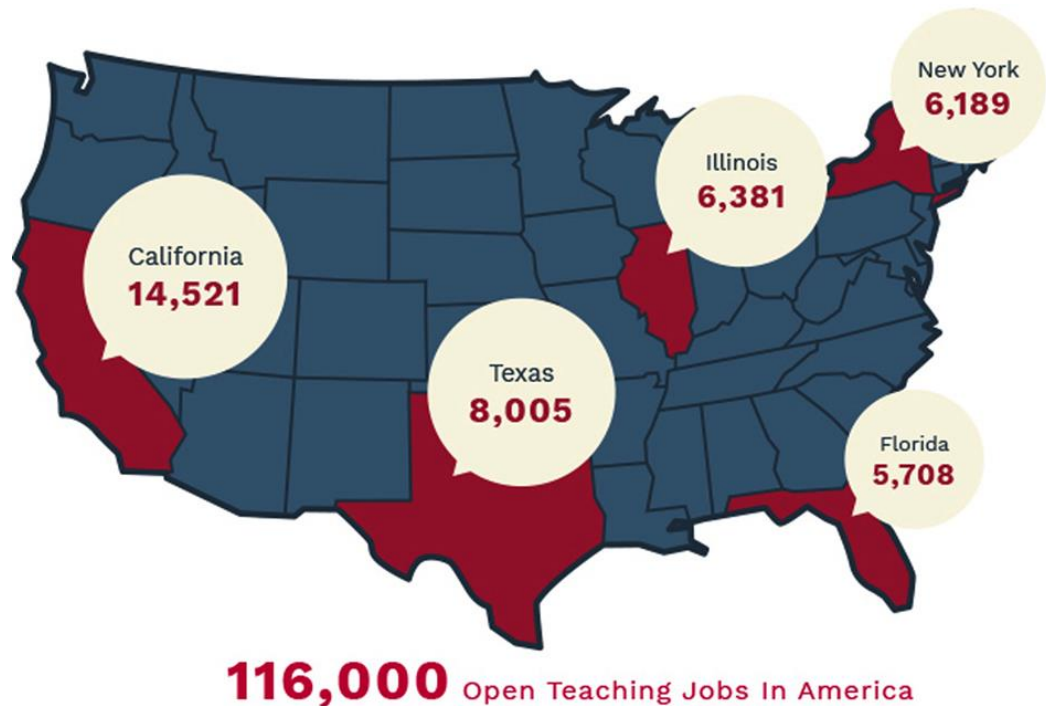 New York
6,189
Illinois
6,381
California
14,521
Texas
8,005
Florida
5,708
116,000 Open Teaching Jobs In America